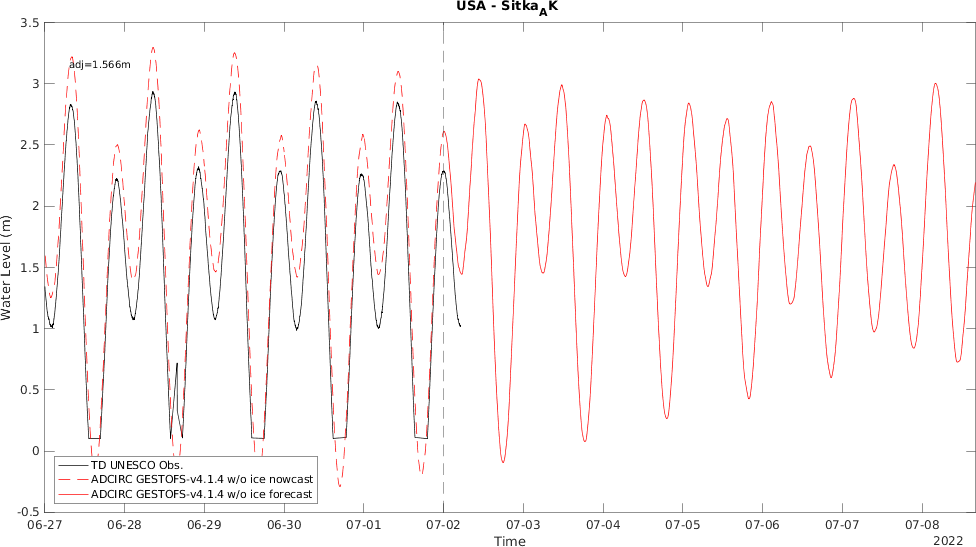 USA - Sitka_AK
adj=1.566m
3.5
3
2.5
2
1.5
1
0.5
0
-0.5
Water Level (m)
TD UNESCO Obs.
ADCIRC GESTOFS-v4.1.4 w/o ice nowcast
ADCIRC GESTOFS-v4.1.4 w/o ice forecast
06-27 06-28 06-29 06-30 07-01 07-02 07-03 07-04 07-05 07-06 07-07 07-08
Time
2022